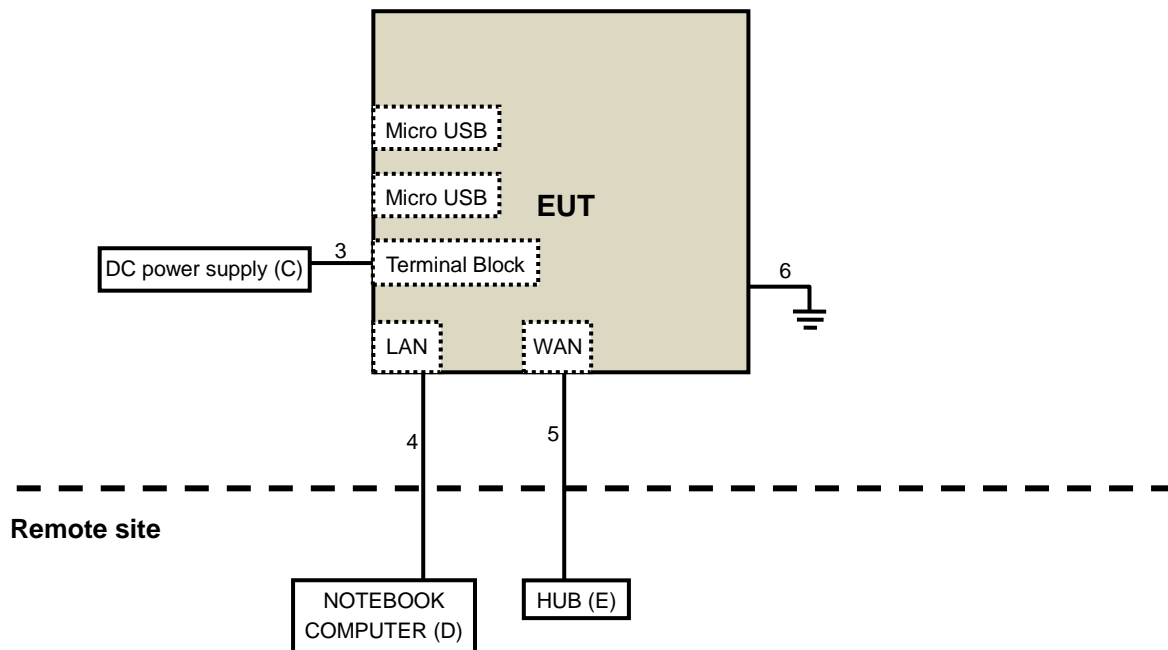 Micro USB
Micro USB
EUT
3
DC power supply (C)
Terminal Block
6
LAN
WAN
4
5
Remote site
NOTEBOOK
COMPUTER (D)
HUB (E)